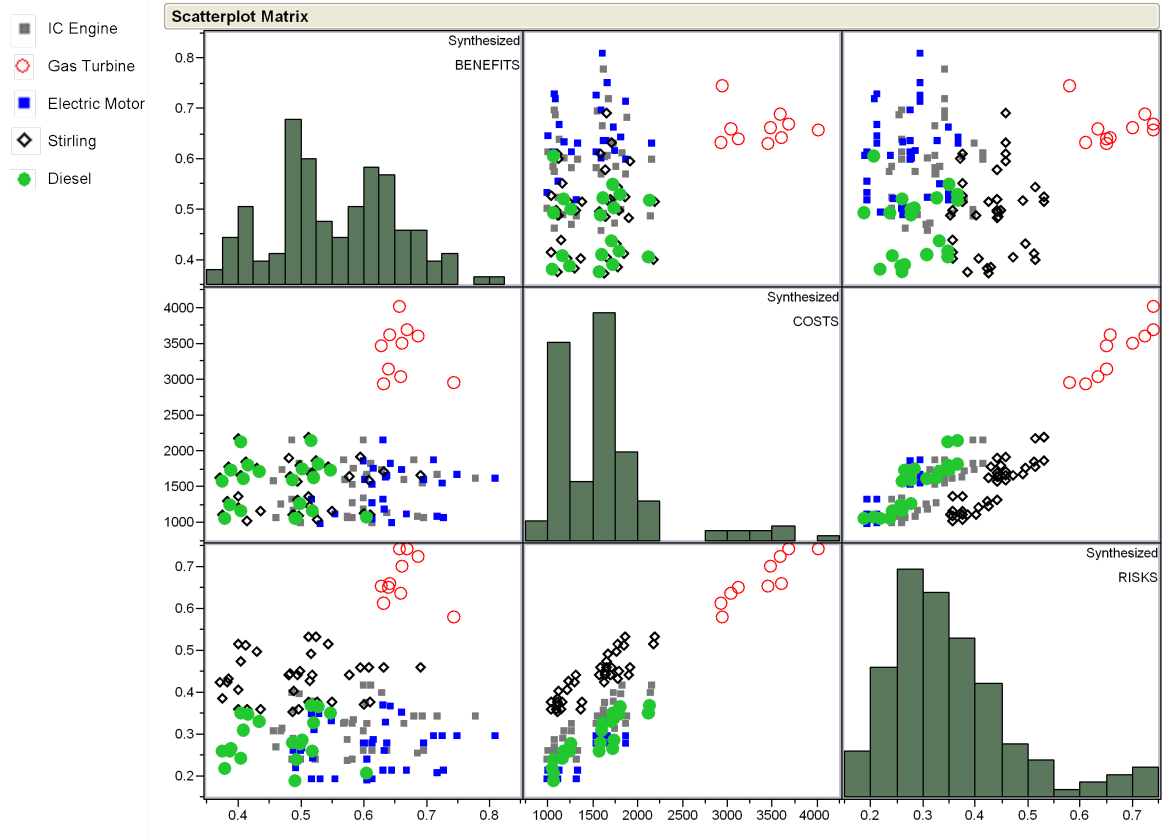 Scatterplot Matrix
IC Engine
Gas Turbine
Electric Motor
Stirling
Diesel
Synthesized
BENEFITS
0.8
0.7
0.6
0.5
0.4
Synthesized
COSTS
4000
3500
3000
2500
2000
1500
1000
Synthesized
RISKS
0.7
0.6
0.5
0.4
0.3
0.2
0.4 0.5 0.6 0.7 0.8 1000 1500 2000 2500 3000 3500 4000 0.2 0.3 0.4 0.5 0.6 0.7